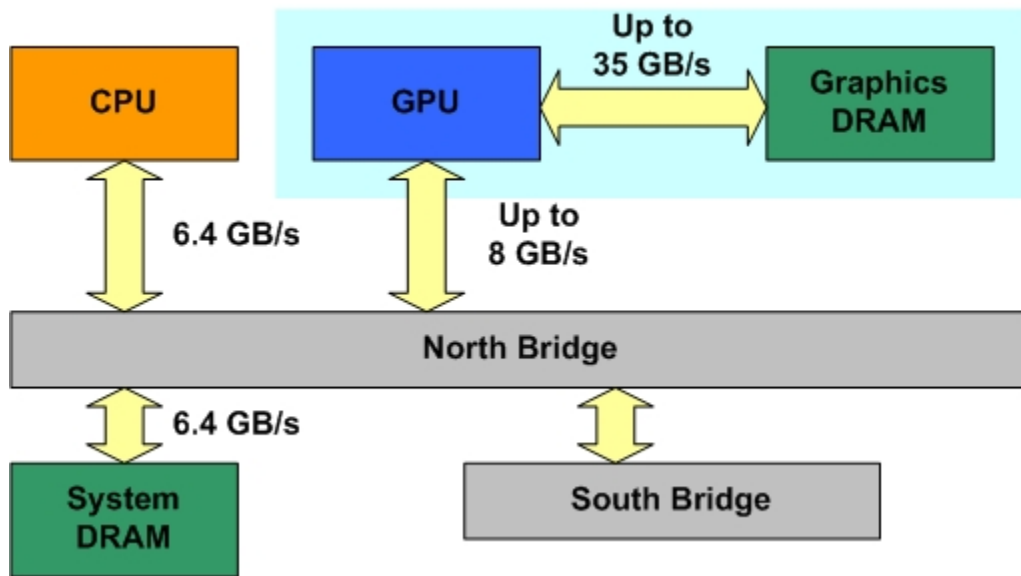 CPU
GPU
Up to
35 GB/s
Graphics
DRAM
6.4 GB/s
Up to
8 GB/s
North Bridge
6.4 GB/s
System
DRAM
South Bridge